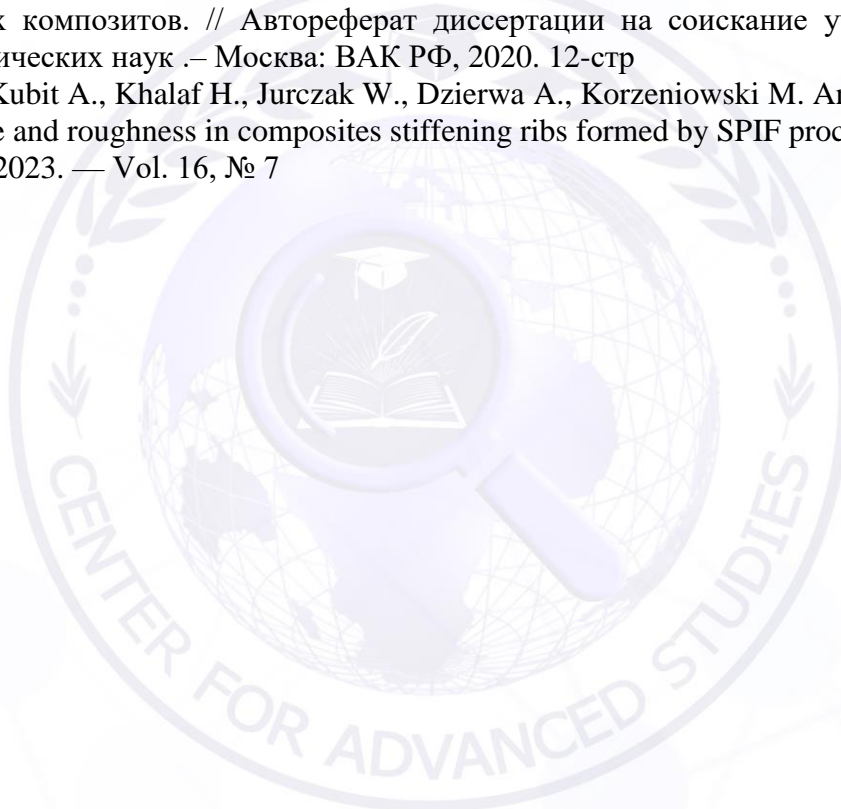 х композитов. // Автореферат диссертации на соискание у
ических наук .– Москва: ВАК РФ, 2020. 12-стр
Kubit A., Khalaf H., Jurczak W., Dzierwa A., Korzeniowski M. Ar
e and roughness in composites stiffening ribs formed by SPIF proc
2023. — Vol. 16, № 7
CENTER FOR ADVANCED STUDIES